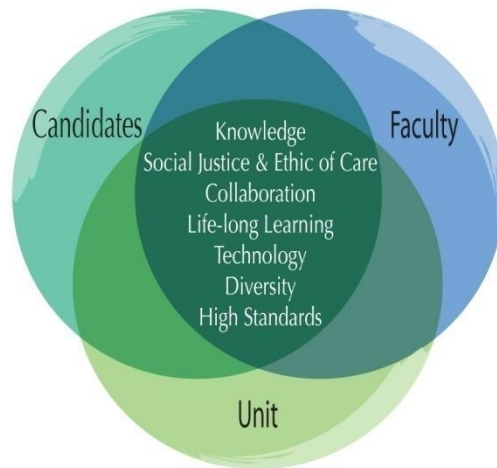 Candidates
Faculty
Knowledge
Social Justice & Ethic of Care
Collaboration
Life-long Learning
Technology
Diversity
High Standards
Unit